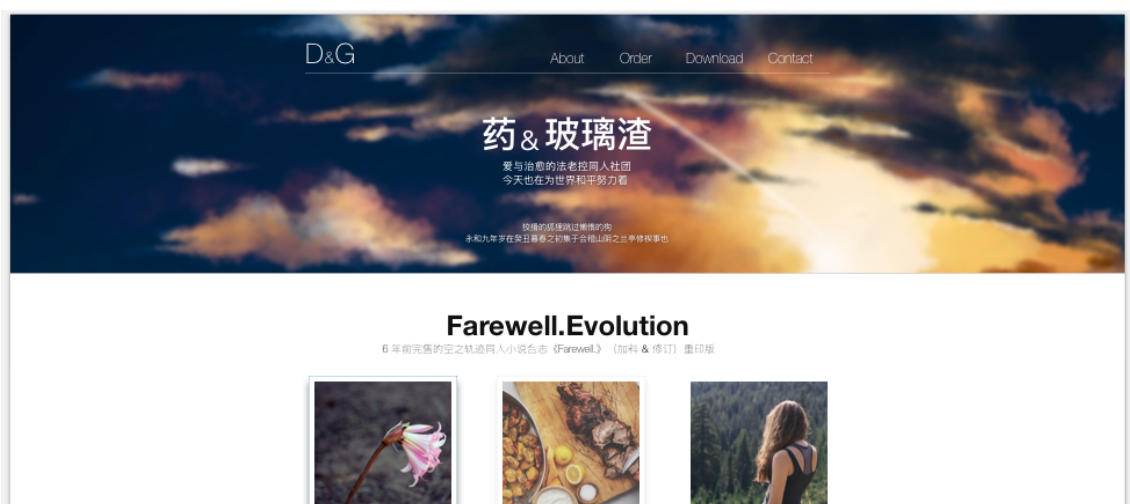 D&G
About Order Download Contact
药&玻璃渣
爱与治愈的法老控同人社团
今天也在为世界和平努力着
狡猾的狐狸跳过懒惰的狗
永和九年岁在癸丑暮春之初集于会稽山阴之兰亭修禊事也
Farewell.Evolution
6 年前完售的空之轨迹同人小说合志《Farewell.》（加料 & 修订）重印版